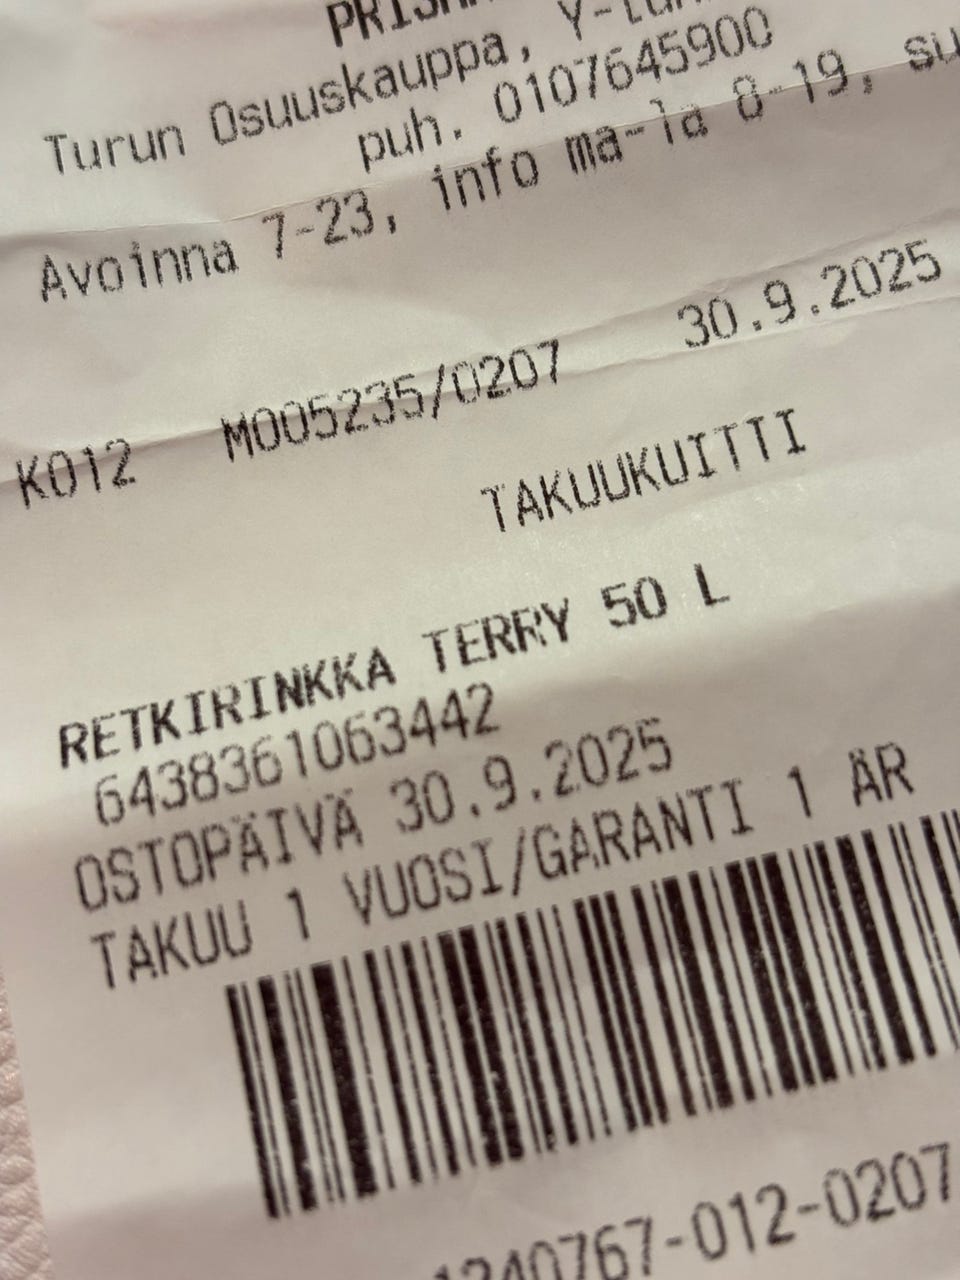 Turun Osuuskauppa,
puh. 0107645900
Avoinna 7-23, info ma-la 8-19,
K012 M005235/0207 30.9.2025
TAKUUKUITTI
RETKIRINKKA TERRY 50 L
6438361063442
OSTOPÄIVÄ 30.9.2025
TAKUU 1 VUOSI/GARANTI 1 ÅR